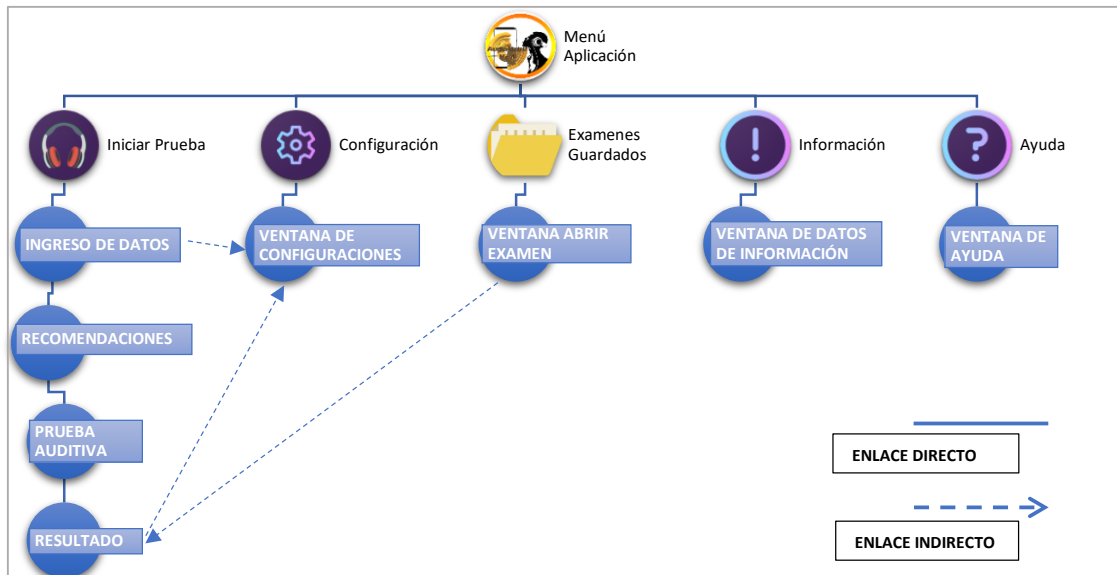 Menú
Aplicación
Iniciar Prueba
Configuración
Examenes
Guardados
Información
Ayuda
INGRESO DE DATOS
VENTANA DE
CONFIGURACIONES
VENTANA ABRIR
EXAMEN
VENTANA DE DATOS
DE INFORMACIÓN
VENTANA DE
AYUDA
RECOMENDACIONES
PRUEBA
AUDITIVA
RESULTADO
ENLACE DIRECTO
ENLACE INDIRECTO